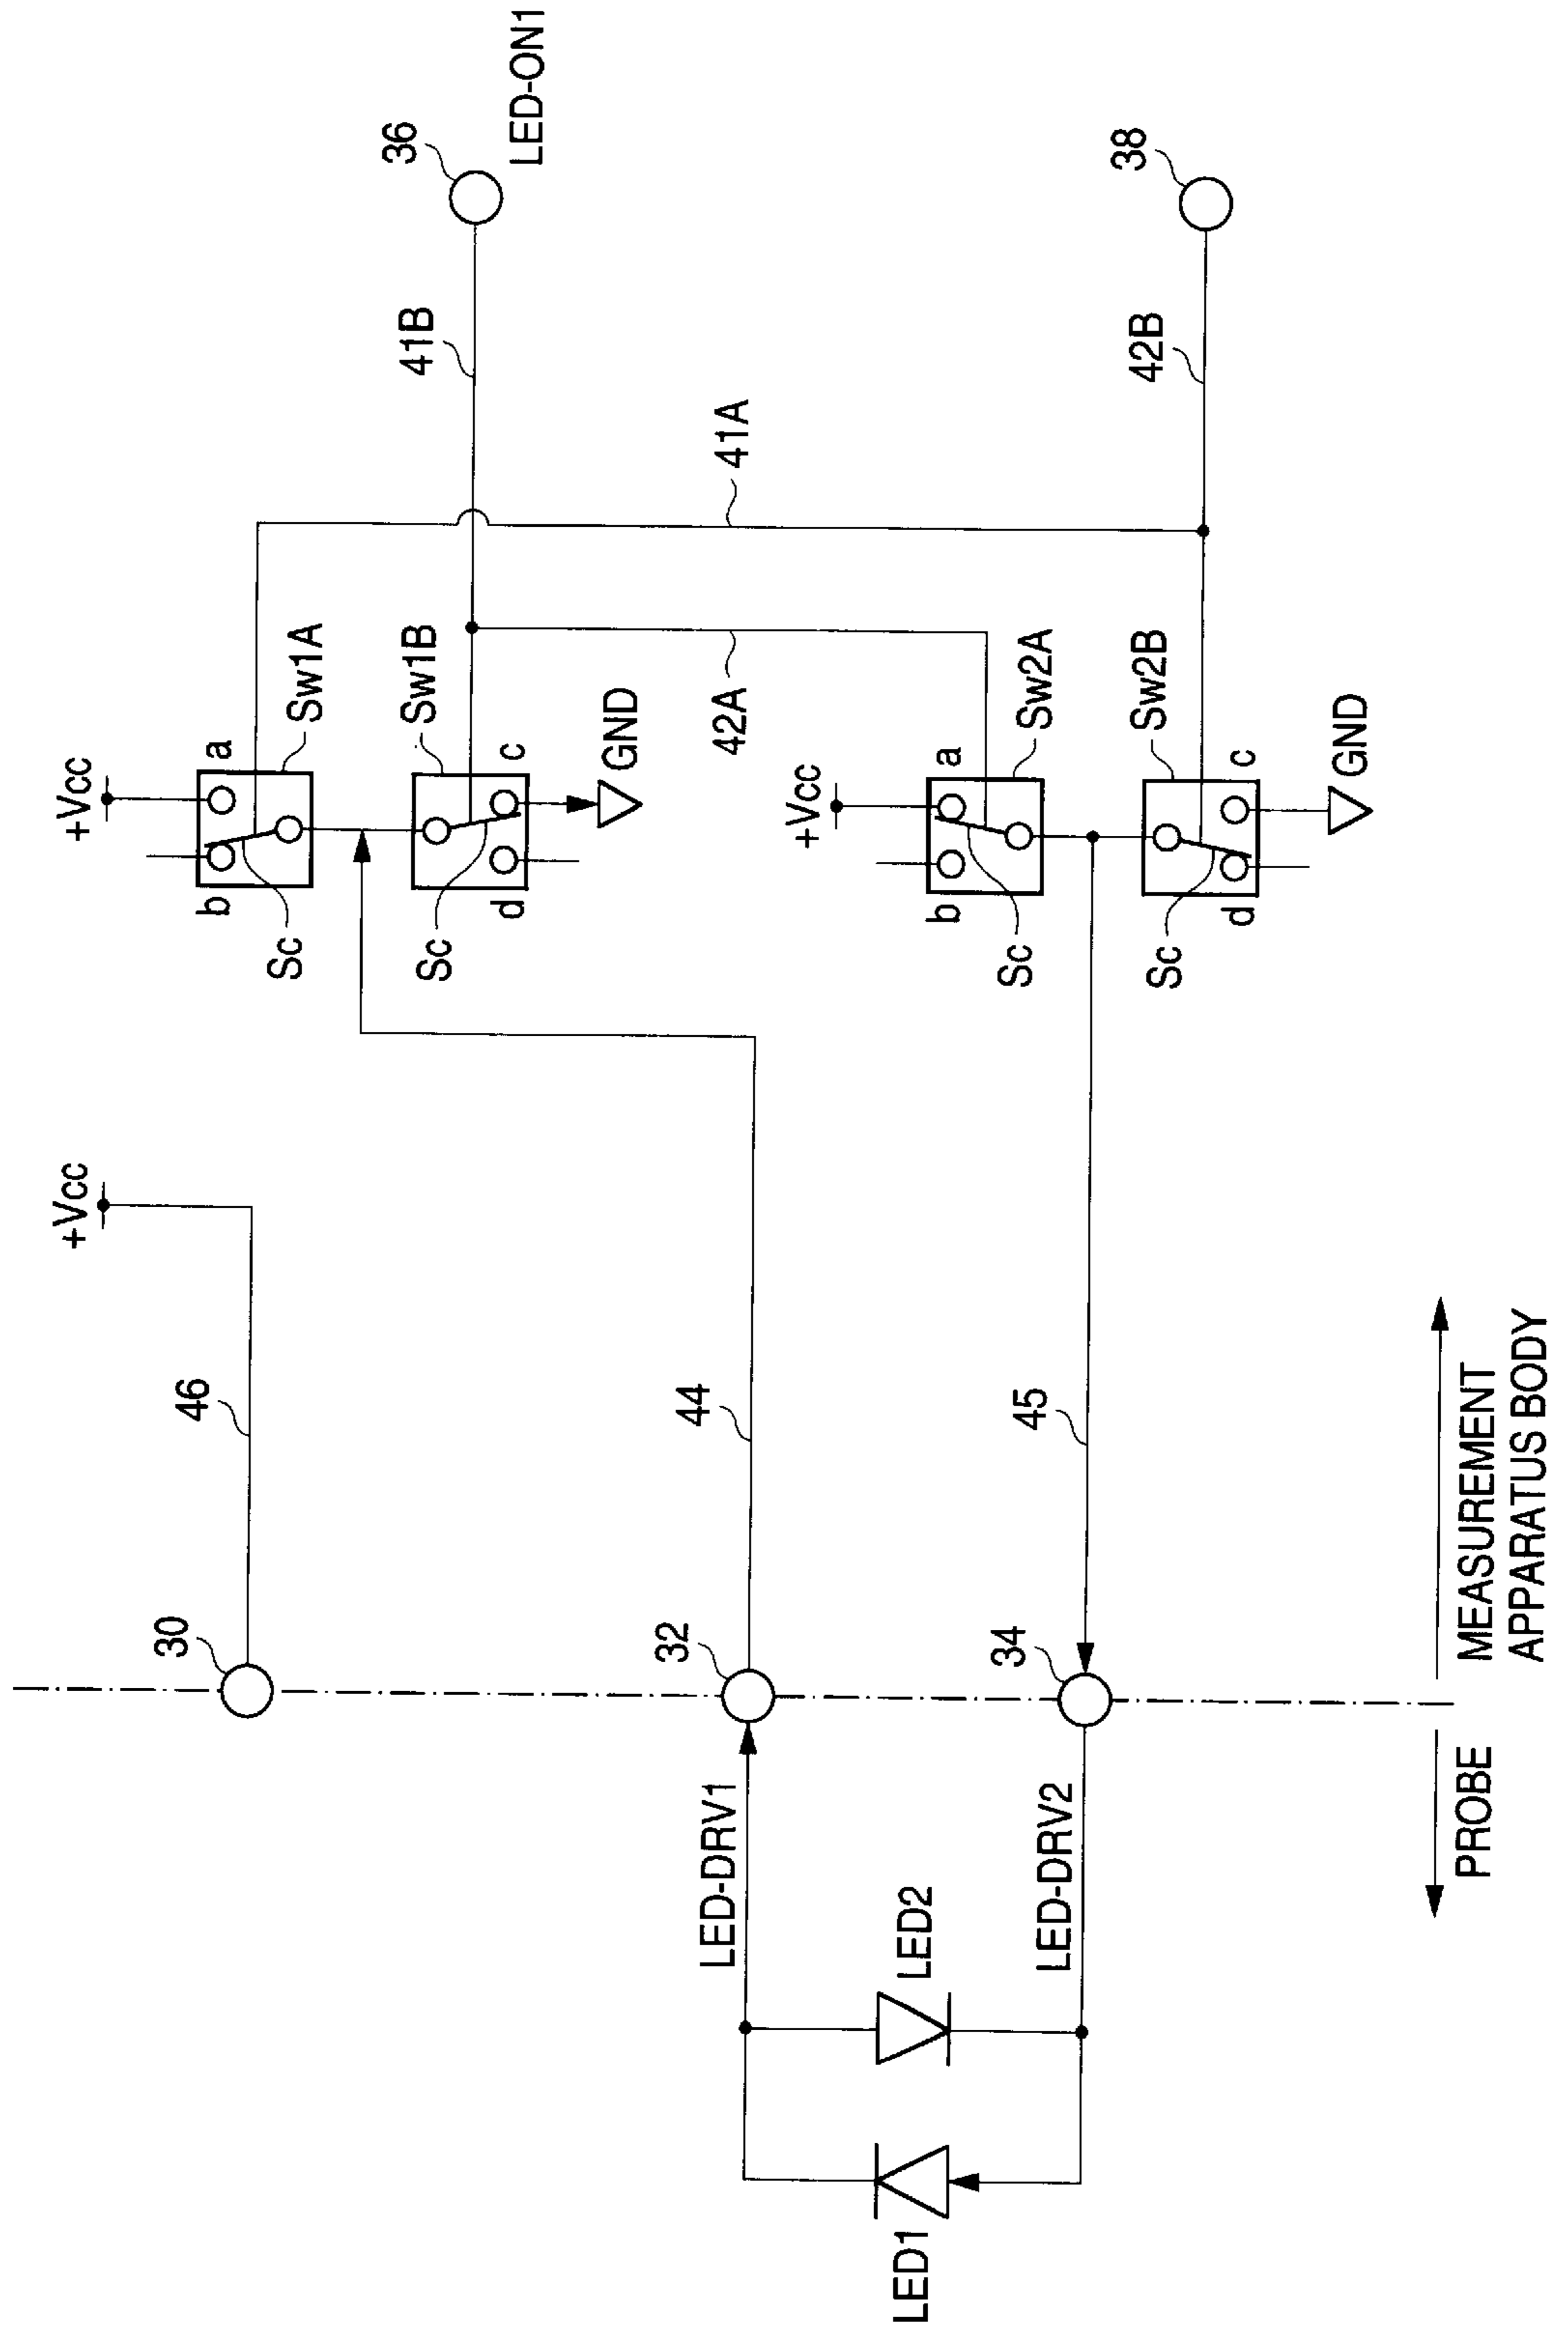 +Vcc
+Vcc
46
30
44
32
LED-DRV1
45
34
LED-DRV2
LED2
LED1
a
b
Sw1A
Sc
Sw1B
c
d
Sc
GND
+Vcc
a
b
Sw2A
Sc
Sw2B
c
d
Sc
GND
41A
42A
41B
36
LED-ON1
42B
38
PROBE
MEASUREMENT
APPARATUS BODY